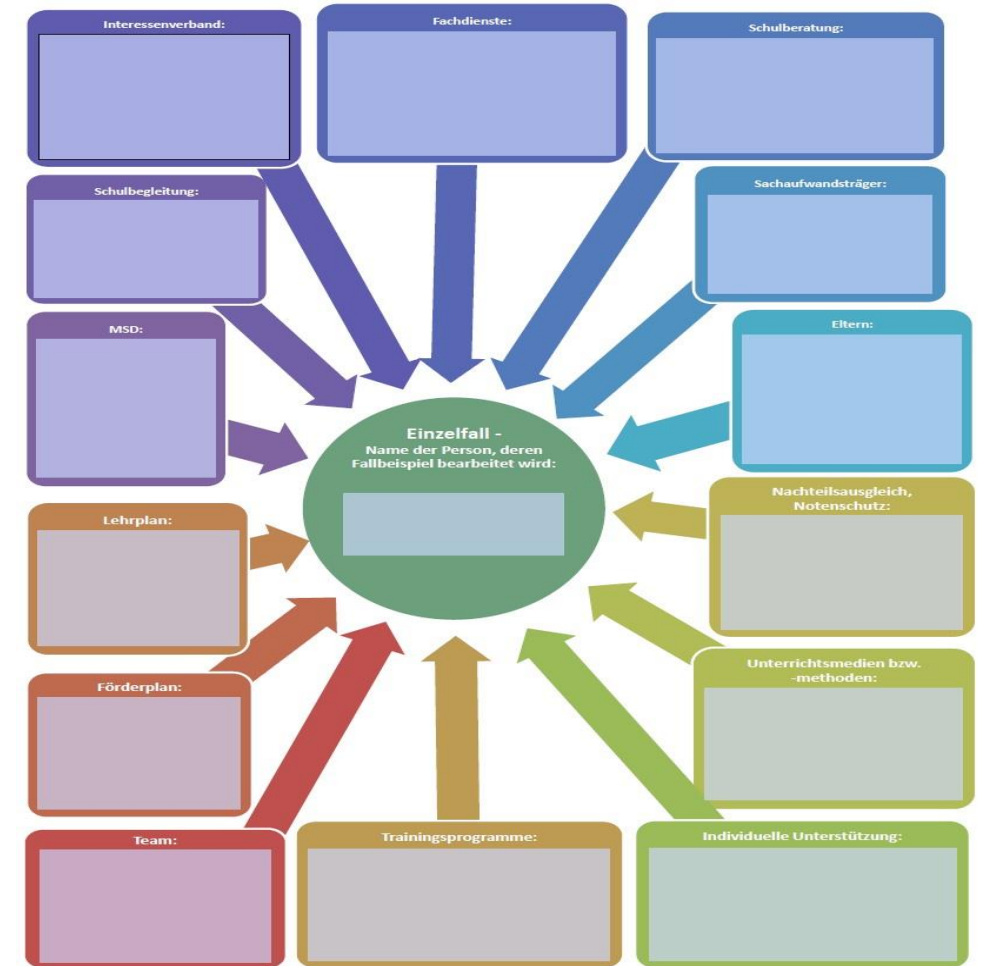 Interessenverband:
Fachdienste:
Schulberatung:
Schulbegleitung:
Sachaufwandsträger:
MSD:
Eltern:
Einzelfall -
Name der Person, deren
Fallbeispiel bearbeitet wird:
Lehrplan:
Nachteilsausgleich,
Notenschutz:
Förderplan:
Unterrichtsmedien bzw.
-methoden:
Team:
Trainingsprogramme:
Individuelle Unterstützung: